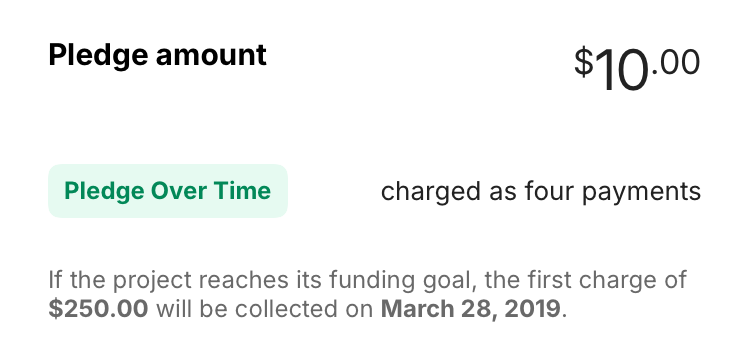 Pledge amount $10.00
Pledge Over Time charged as four payments
If the project reaches its funding goal, the first charge of
$250.00 will be collected on March 28, 2019.